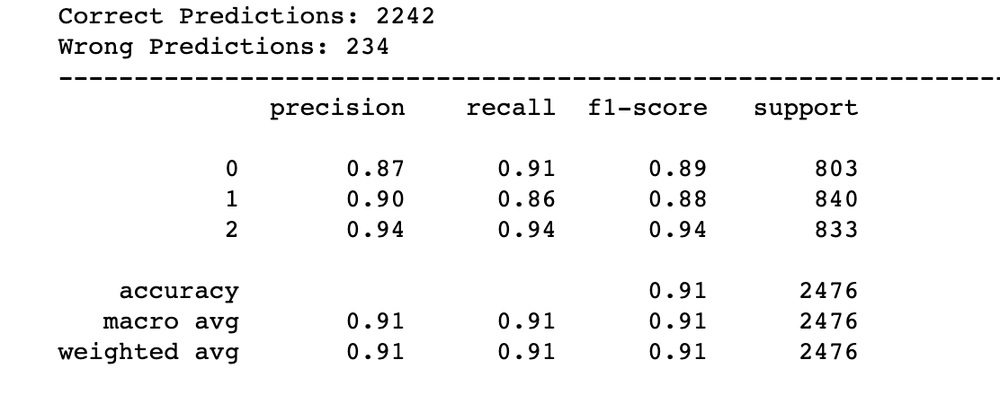 Correct Predictions: 2242
Wrong Predictions: 234
--------------------------------------------------------------
precision recall f1-score support
0 0.87 0.91 0.89 803
1 0.90 0.86 0.88 840
2 0.94 0.94 0.94 833
accuracy 0.91 2476
macro avg 0.91 0.91 0.91 2476
weighted avg 0.91 0.91 0.91 2476